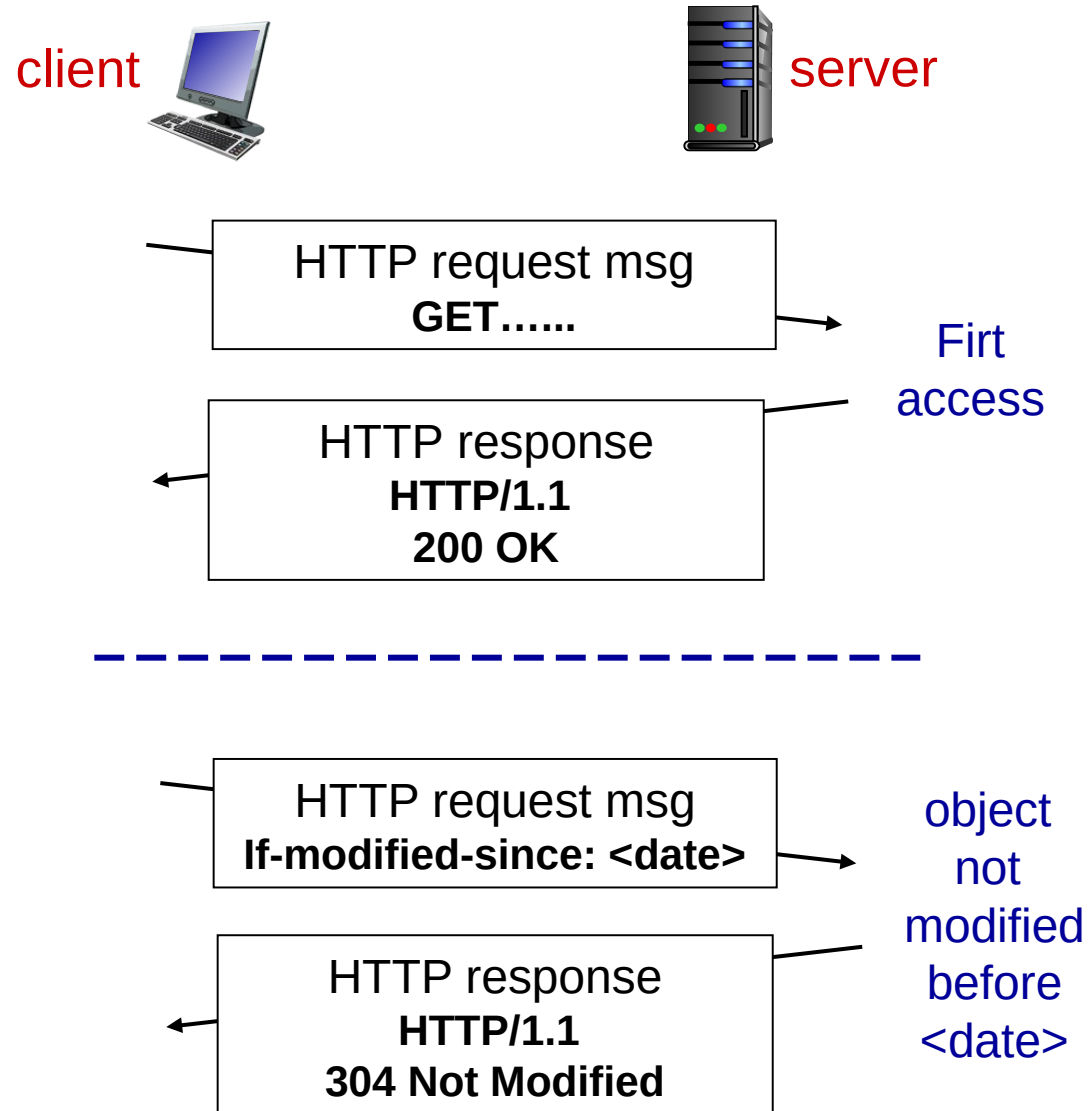 client
server
HTTP request msg
GET…...
Firt
access
HTTP response
HTTP/1.1
200 OK
HTTP request msg
If-modified-since: <date>
object
not
modified
before
<date>
HTTP response
HTTP/1.1
304 Not Modified